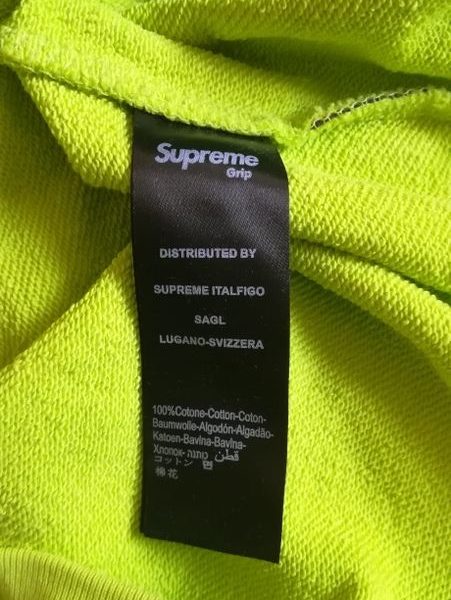 Supreme
Grip
DISTRIBUTED BY
SUPREME ITALFIGO
SAGL
LUGANO-SVIZZERA
100%Cotone-Cotton-Coton-
Baumwolle-Algodón-Algadão-
Katoen-Bavlna-Bavlna-
Xnonox- כותנה- قطن
コットン 면
棉花